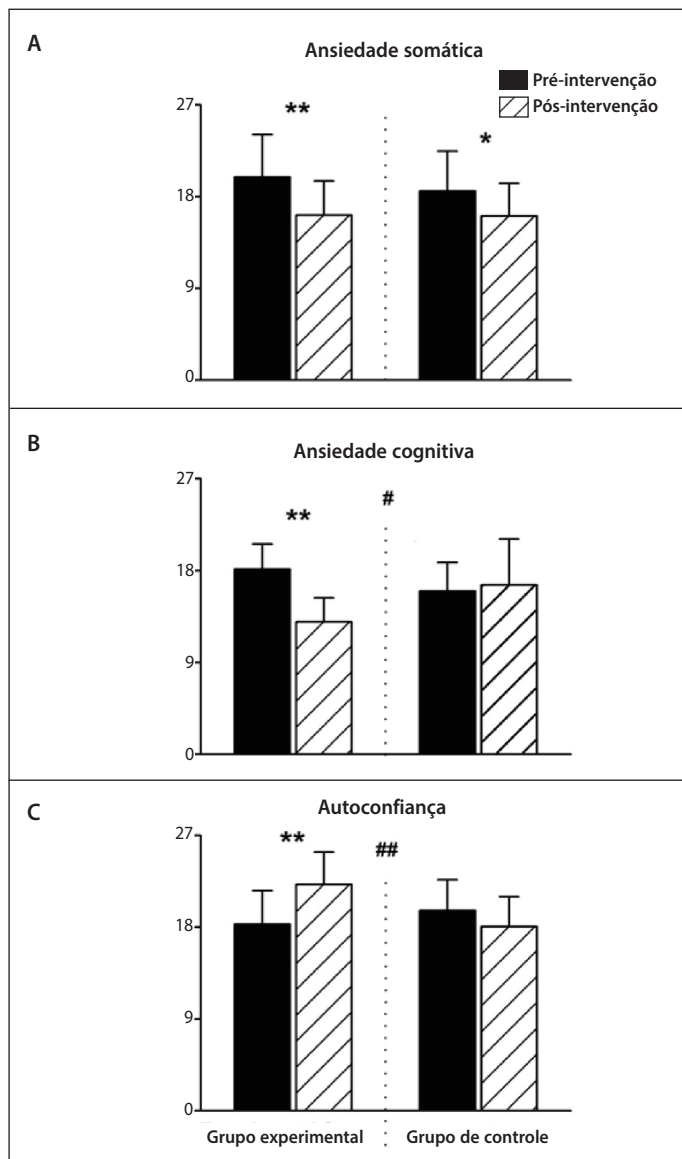 A
Ansiedade somática
Pré-intervenção
Pós-intervenção
27
**
*
18
9
0
B
Ansiedade cognitiva
27
#
**
18
9
0
C
Autoconfiança
27
**
##
18
9
0
Grupo experimental
Grupo de controle